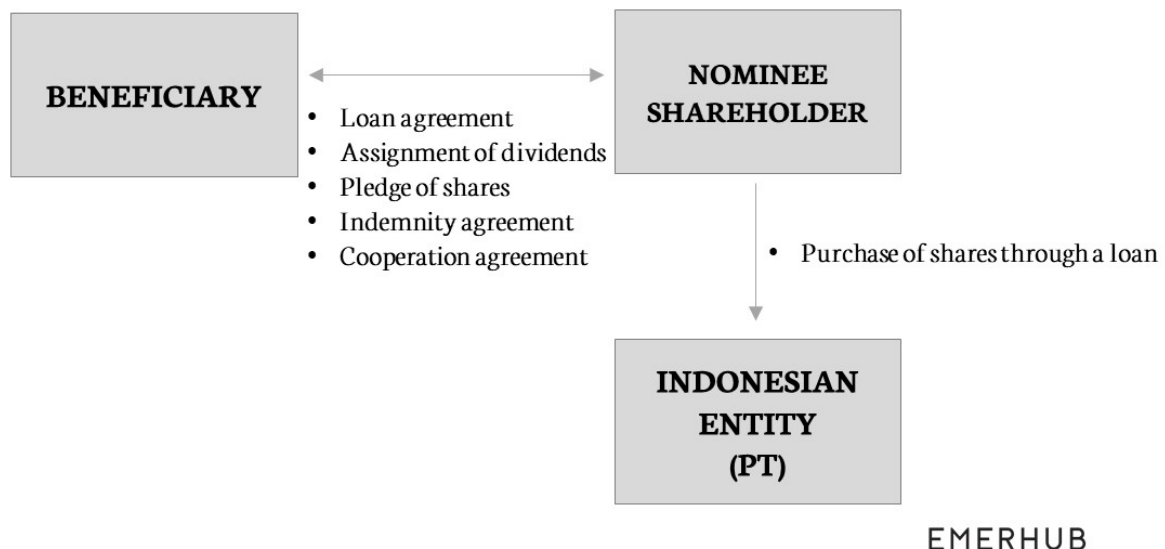 BENEFICIARY
• Loan agreement
• Assignment of dividends
• Pledge of shares
• Indemnity agreement
• Cooperation agreement
NOMINEE
SHAREHOLDER
• Purchase of shares through a loan
INDONESIAN
ENTITY
(PT)
EMERHUB